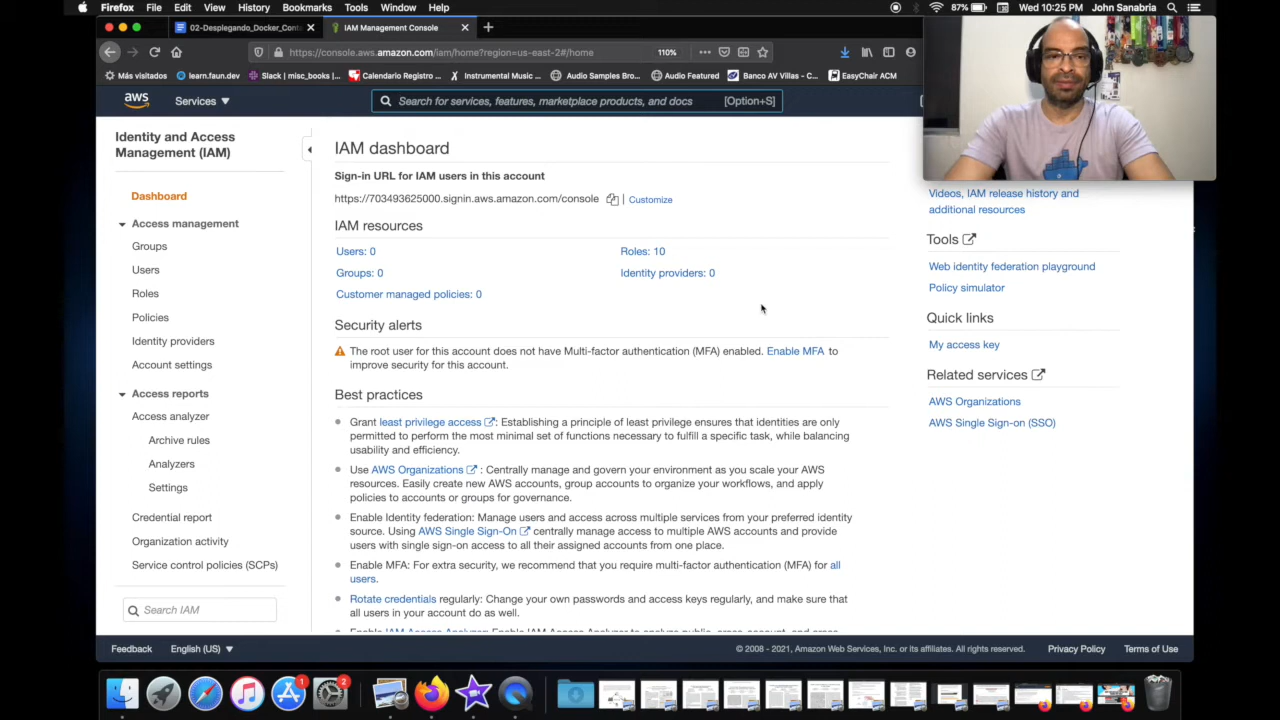 Firefox File Edit View History Bookmarks Tools Window Help
87% Wed 10:25 PM John Sanabria
02-Desplegando_Docker_Cont
IAM Management Console
https://console.aws.amazon.com/iam/home?region=us-east-2#/home
110%
Más visitados learn.faun.dev Slack | misc_books |... Calendario Registro ... Instrumental Music ... Audio Samples Bro... Audio Featured Banco AV Villas - C... EasyChair ACM
aws
Services
Search for services, features, marketplace products, and docs [Option+S]
Identity and Access
Management (IAM)
Dashboard
Access management
Groups
Users
Roles
Policies
Identity providers
Account settings
Access reports
Access analyzer
Archive rules
Analyzers
Settings
Credential report
Organization activity
Service control policies (SCPs)
Search IAM
IAM dashboard
Sign-in URL for IAM users in this account
https://703493625000.signin.aws.amazon.com/console | Customize
IAM resources
Users: 0 Roles: 10
Groups: 0 Identity providers: 0
Customer managed policies: 0
Security alerts
The root user for this account does not have Multi-factor authentication (MFA) enabled. Enable MFA to
improve security for this account.
Best practices
Grant least privilege access : Establishing a principle of least privilege ensures that identities are only
permitted to perform the most minimal set of functions necessary to fulfill a specific task, while balancing
usability and efficiency.
Use AWS Organizations : Centrally manage and govern your environment as you scale your AWS
resources. Easily create new AWS accounts, group accounts to organize your workflows, and apply
policies to accounts or groups for governance.
Enable Identity federation: Manage users and access across multiple services from your preferred identity
source. Using AWS Single Sign-On centrally manage access to multiple AWS accounts and provide
users with single sign-on access to all their assigned accounts from one place.
Enable MFA: For extra security, we recommend that you require multi-factor authentication (MFA) for all
users.
Rotate credentials regularly: Change your own passwords and access keys regularly, and make sure that
all users in your account do as well.
Videos, IAM release history and
additional resources
Tools
Web identity federation playground
Policy simulator
Quick links
My access key
Related services
AWS Organizations
AWS Single Sign-on (SSO)
Feedback English (US) © 2008 - 2021, Amazon Web Services, Inc. or its affiliates. All rights reserved. Privacy Policy Terms of Use
1
2